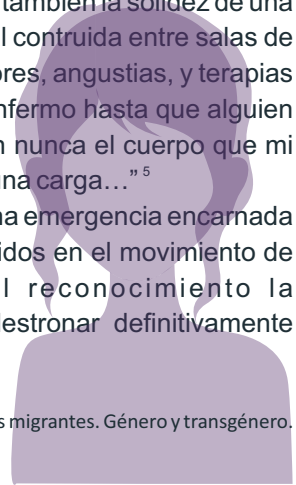 también la solidez de una
l contruida entre salas de
ores, angustias, y terapias
nfermo hasta que alguien
n nunca el cuerpo que mi
una carga…” 5
na emergencia encarnada
idos en el movimiento de
l reconocimiento la
destronar definitivamente
s migrantes. Género y transgénero.